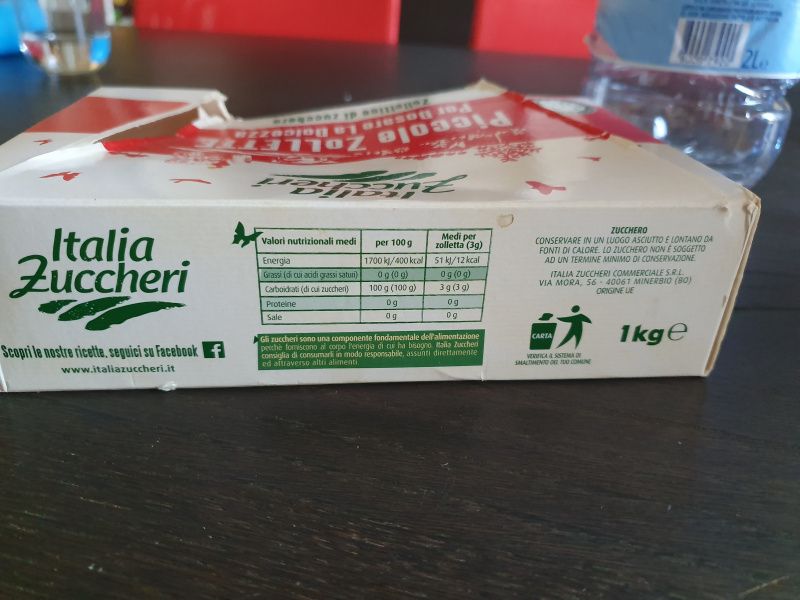 Zollettine di zucchero
Piccole ZOLLETTE
Per Dosare La Dolcezza
Italia
Zuccheri
Italia
Zuccheri
Scopri le nostre ricette, seguici su Facebook f
www.italiazuccheri.it
Valori nutrizionali medi per 100 g Medi per zolletta (3g)
Energia 1700 kJ/400 kcal 51 kJ/12 kcal
Grassi (di cui acidi grassi saturi) 0 g (0 g) 0 g (0 g)
Carboidrati (di cui zuccheri) 100 g (100 g) 3 g (3 g)
Proteine 0 g 0 g
Sale 0 g 0 g
Gli zuccheri sono una componente fondamentale dell'alimentazione
perché forniscono al corpo l'energia di cui ha bisogno. Italia Zuccheri
consiglia di consumarli in modo responsabile, assunti direttamente
ed attraverso altri alimenti.
ZUCCHERO
CONSERVARE IN UN LUOGO ASCIUTTO E LONTANO DA
FONTI DI CALORE. LO ZUCCHERO NON È SOGGETTO
AD UN TERMINE MINIMO DI CONSERVAZIONE.
ITALIA ZUCCHERI COMMERCIALE S.R.L.
VIA MORA, 56 - 40061 MINERBIO (BO)
ORIGINE UE
CARTA
VERIFICA IL SISTEMA DI
SMALTIMENTO DEL TUO COMUNE
1kg e
2L e